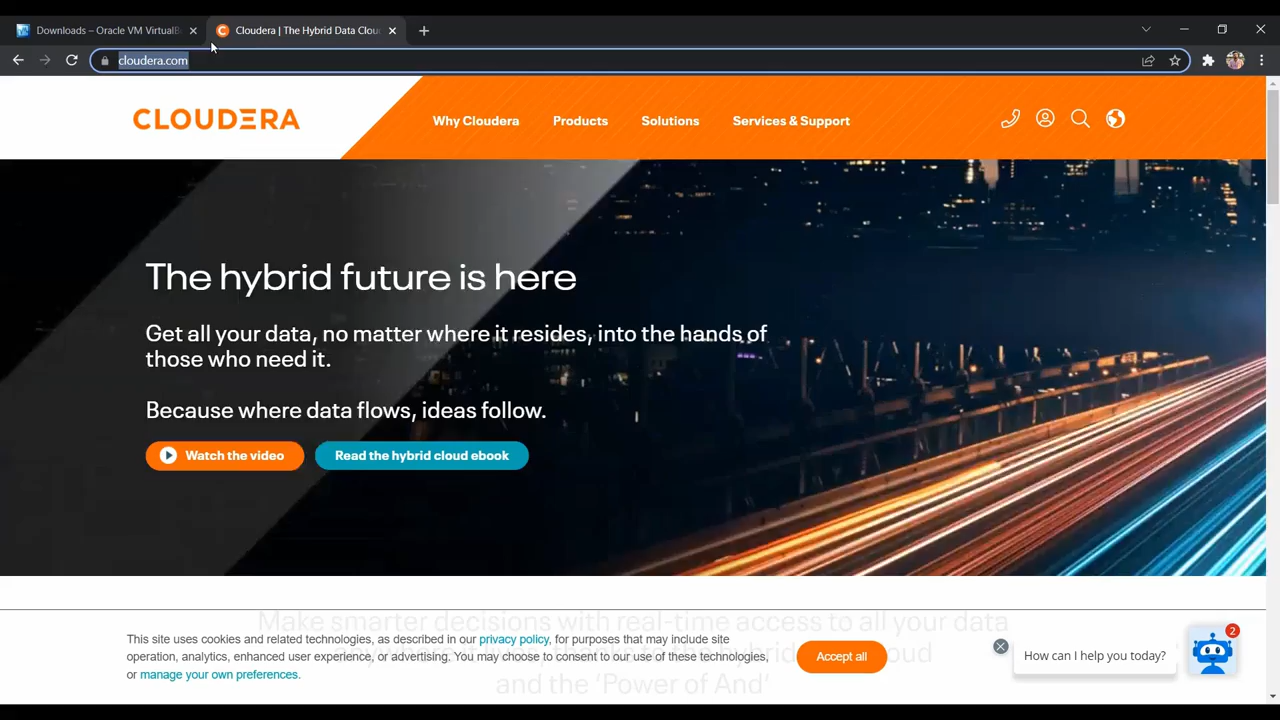 Downloads – Oracle VM VirtualB
Cloudera | The Hybrid Data Clou
cloudera.com
CLOUDERA
Why Cloudera
Products
Solutions
Services & Support
The hybrid future is here
Get all your data, no matter where it resides, into the hands of
those who need it.
Because where data flows, ideas follow.
Watch the video
Read the hybrid cloud ebook
Make smarter decisions with real-time access to all your data
and the ‘Power of And’
This site uses cookies and related technologies, as described in our privacy policy, for purposes that may include site
operation, analytics, enhanced user experience, or advertising. You may choose to consent to our use of these technologies,
or manage your own preferences.
Accept all
How can I help you today?
2